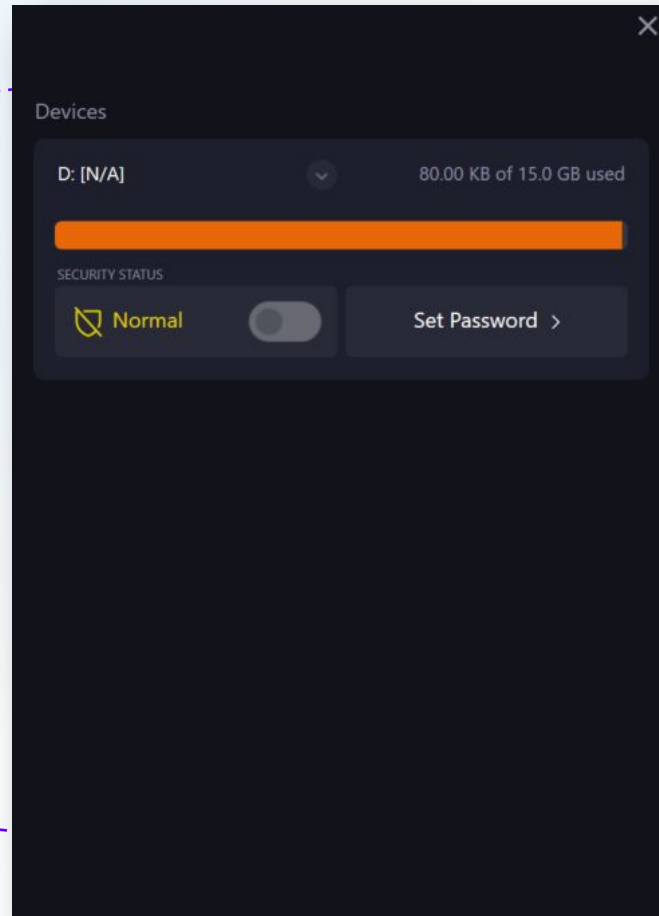 Devices
D: [N/A]
80.00 KB of 15.0 GB used
SECURITY STATUS
Normal
Set Password >